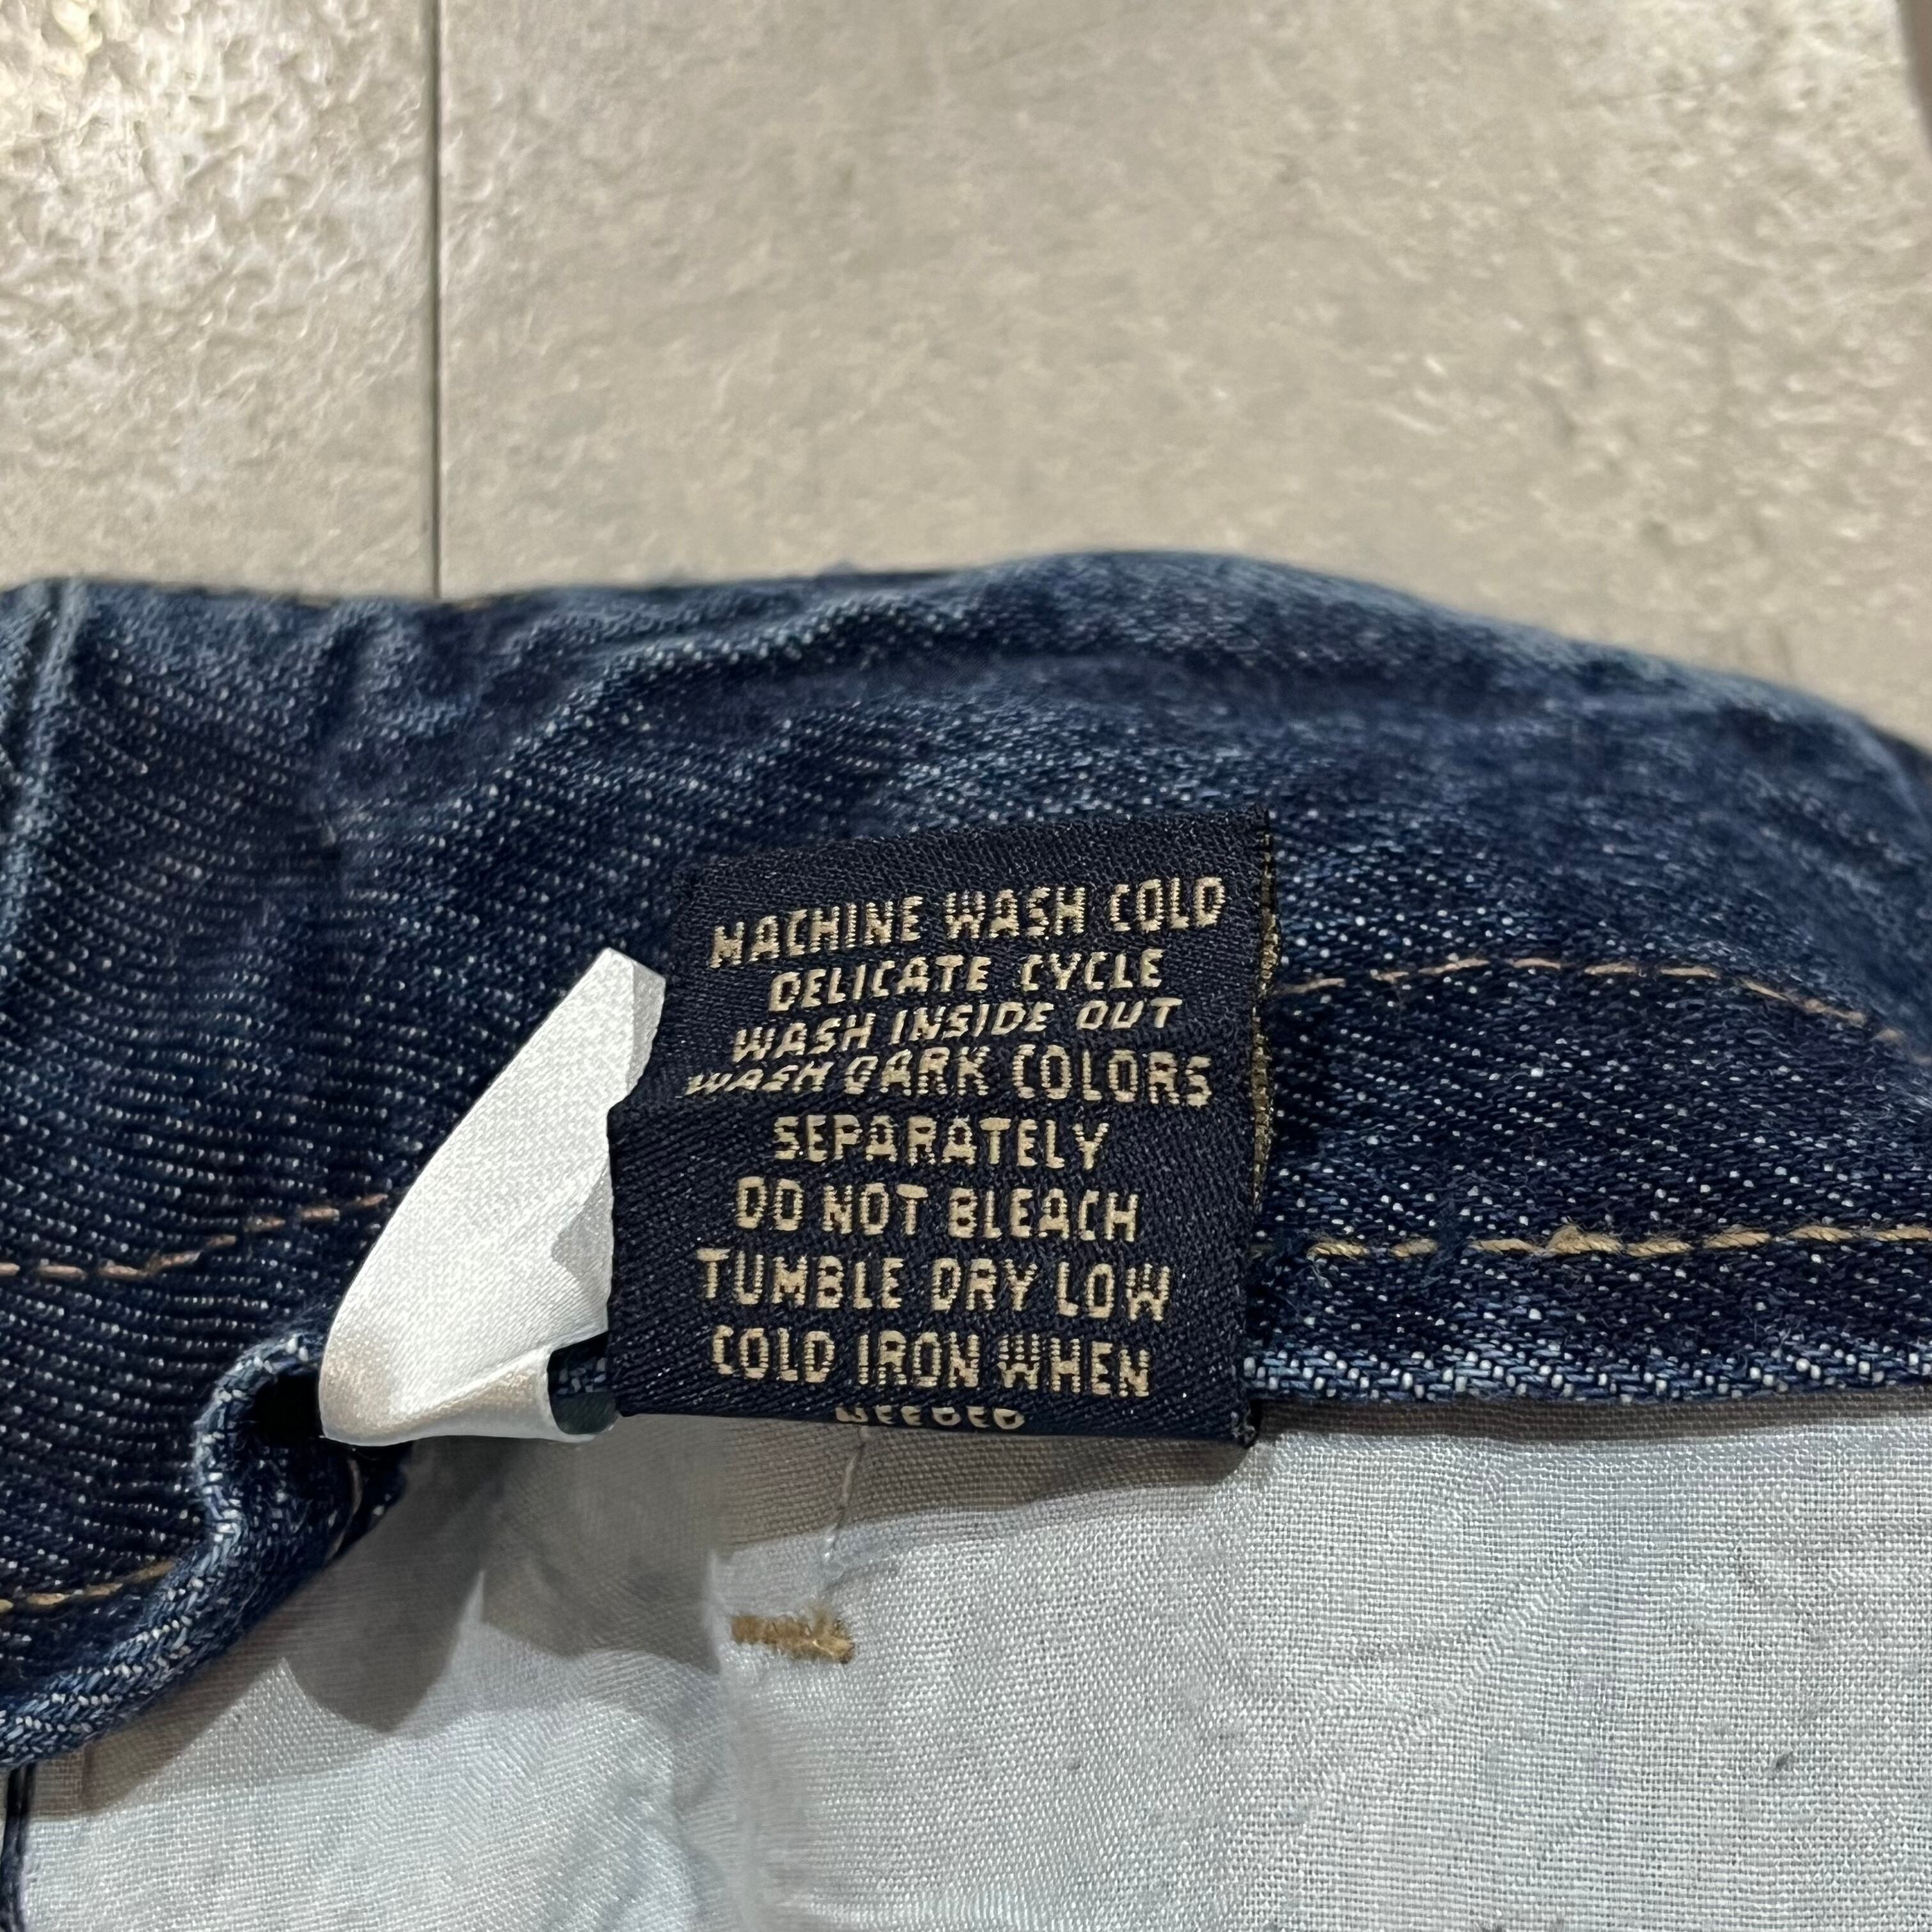 MACHINE WASH COLD
DELICATE CYCLE
WASH INSIDE OUT
WASH DARK COLORS
SEPARATELY
DO NOT BLEACH
TUMBLE DRY LOW
COLD IRON WHEN
NEEDED